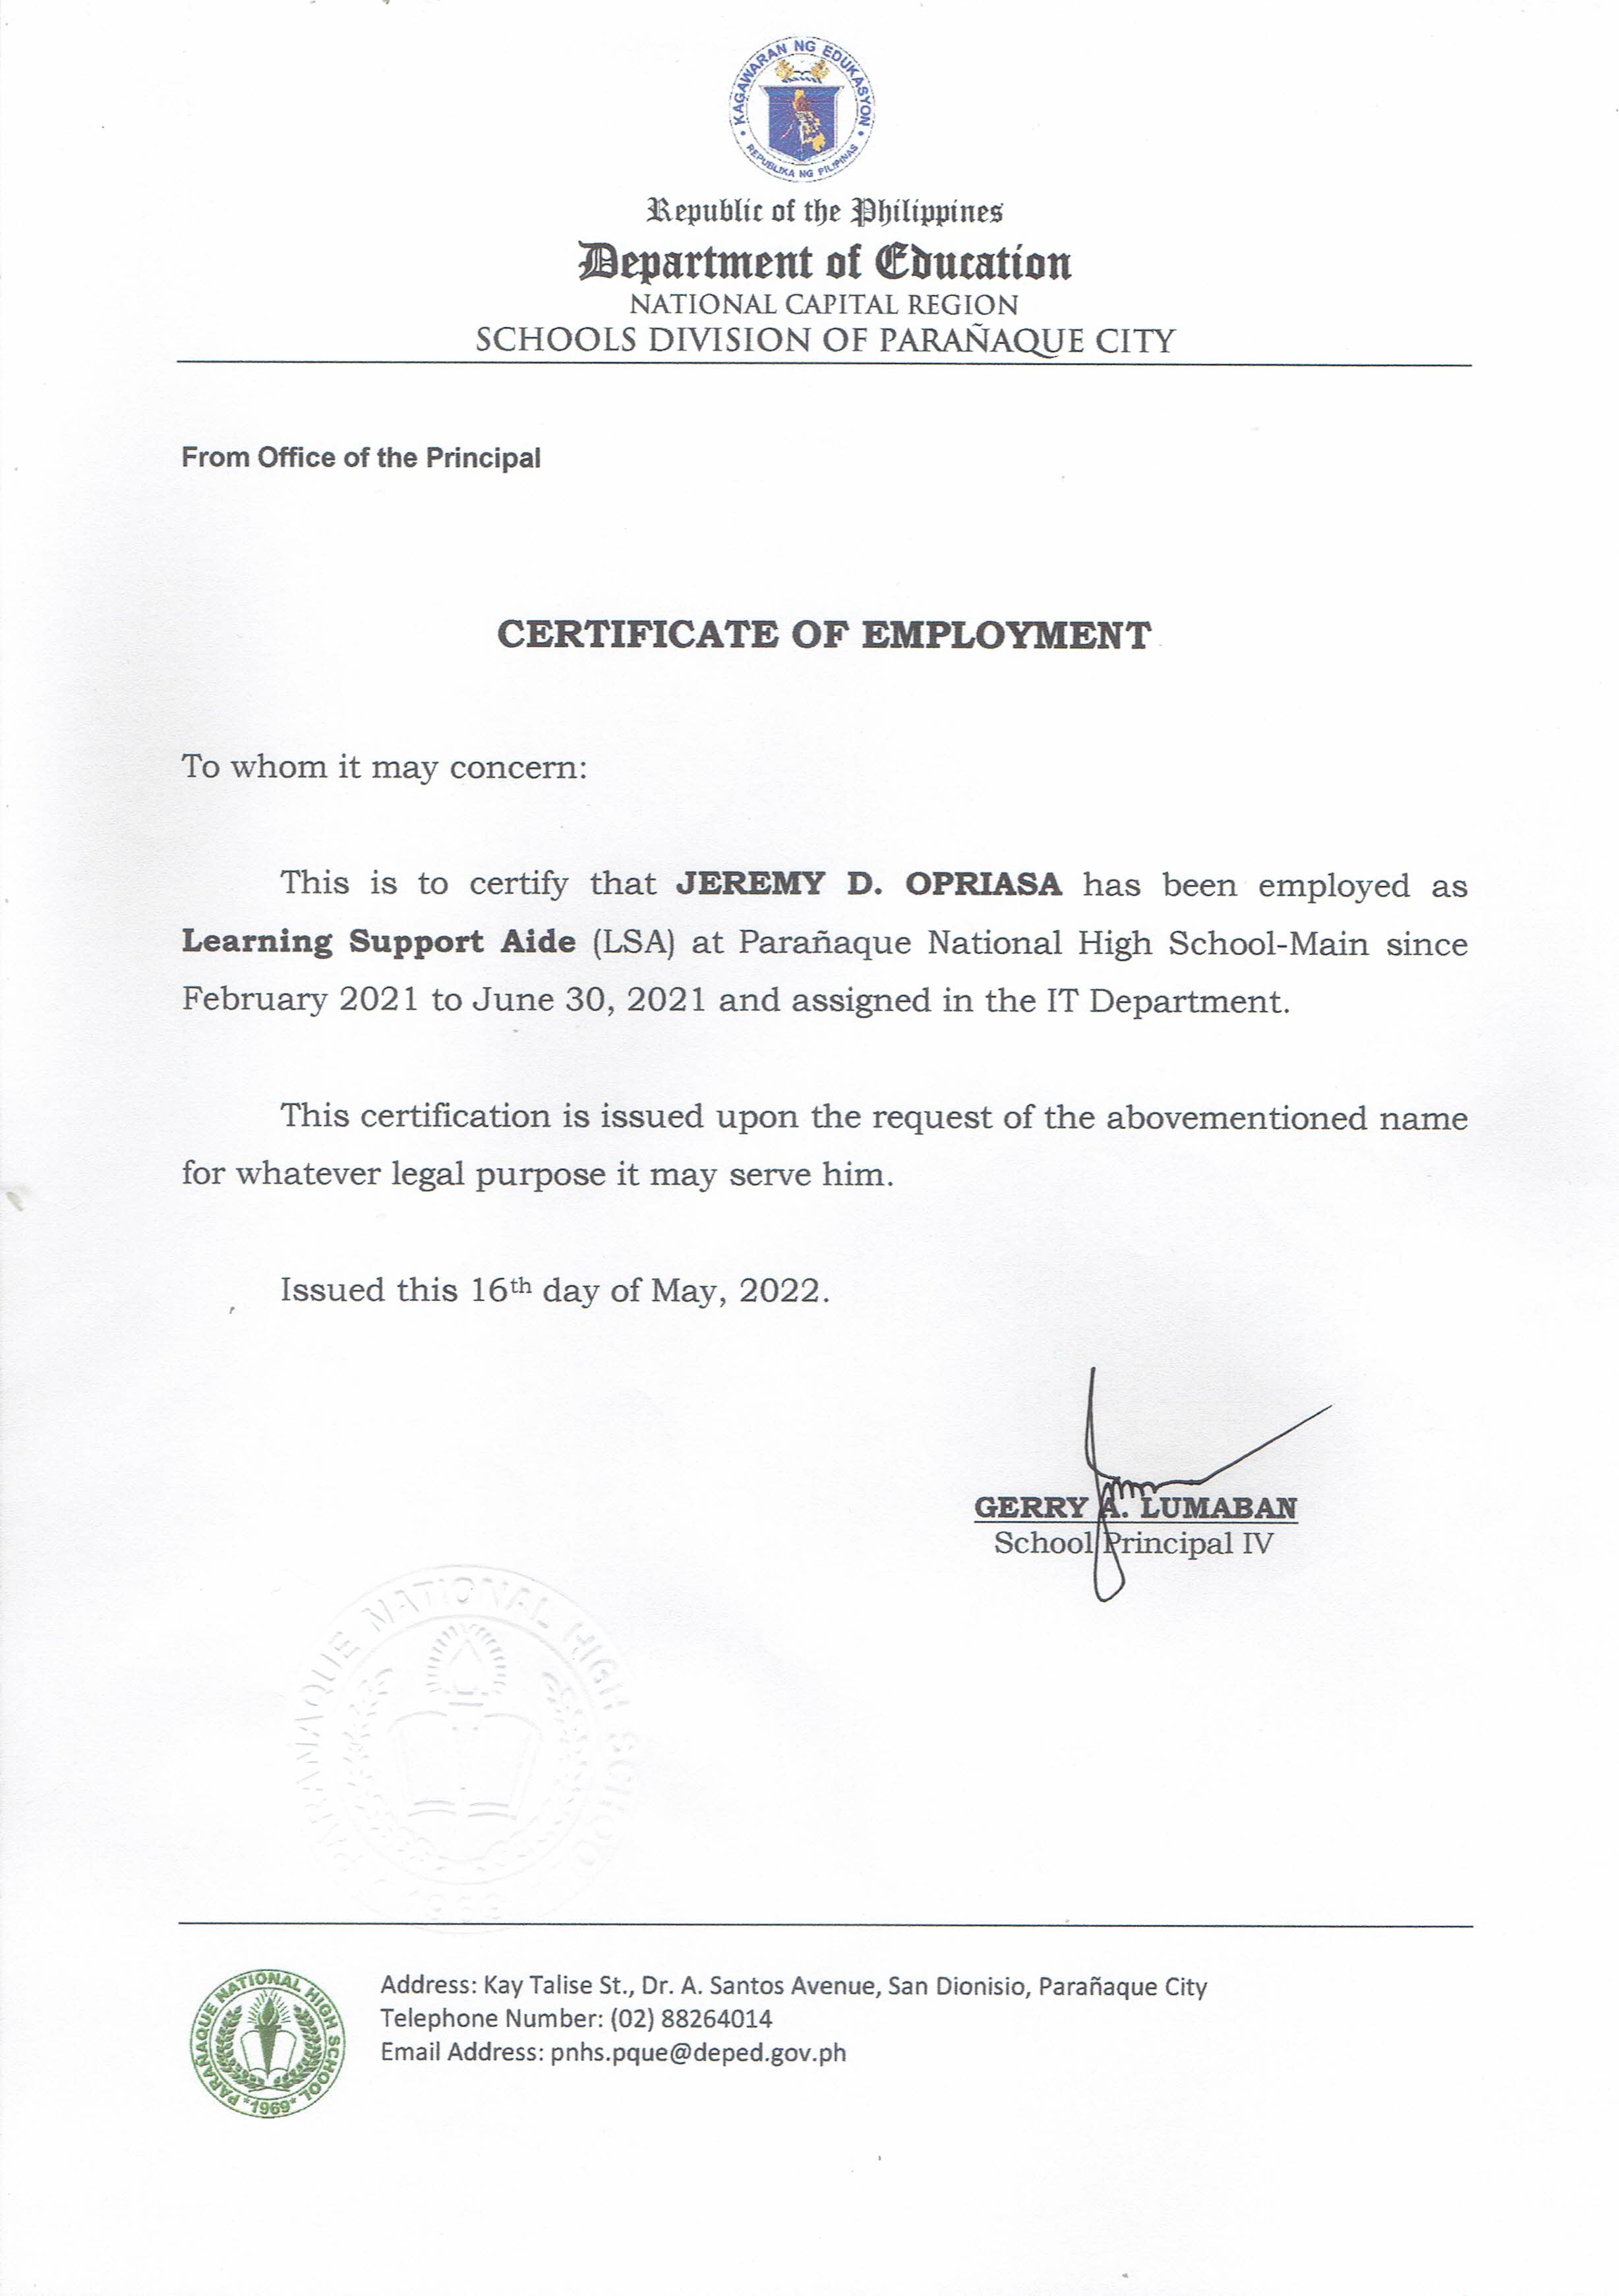 KAGAWARAN NG EDUKASYON
REPUBLIKA NG PILIPINAS
Republic of the Philippines
Department of Education
NATIONAL CAPITAL REGION
SCHOOLS DIVISION OF PARAÑAQUE CITY
From Office of the Principal
CERTIFICATE OF EMPLOYMENT
To whom it may concern:
This is to certify that JEREMY D. OPRIASA has been employed as
Learning Support Aide (LSA) at Parañaque National High School-Main since
February 2021 to June 30, 2021 and assigned in the IT Department.
This certification is issued upon the request of the abovementioned name
for whatever legal purpose it may serve him.
Issued this 16th day of May, 2022.
GERRY A. LUMABAN
School Principal IV
PARAÑAQUE NATIONAL HIGH SCHOOL
1969
Address: Kay Talise St., Dr. A. Santos Avenue, San Dionisio, Parañaque City
Telephone Number: (02) 88264014
Email Address: pnhs.pque@deped.gov.ph
PARAÑAQUE NATIONAL HIGH SCHOOL
*1969*